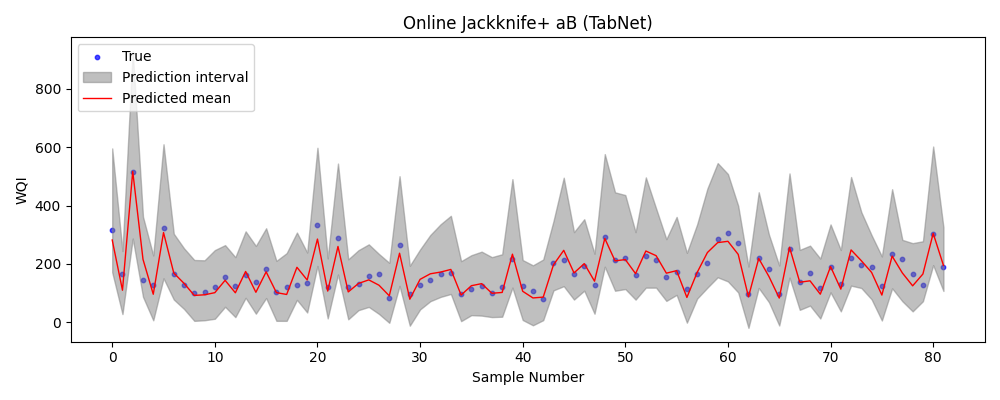 Online Jackknife+ aB (TabNet)
True
Prediction interval
Predicted mean
800
600
400
200
0
WQI
0 10 20 30 40 50 60 70 80
Sample Number